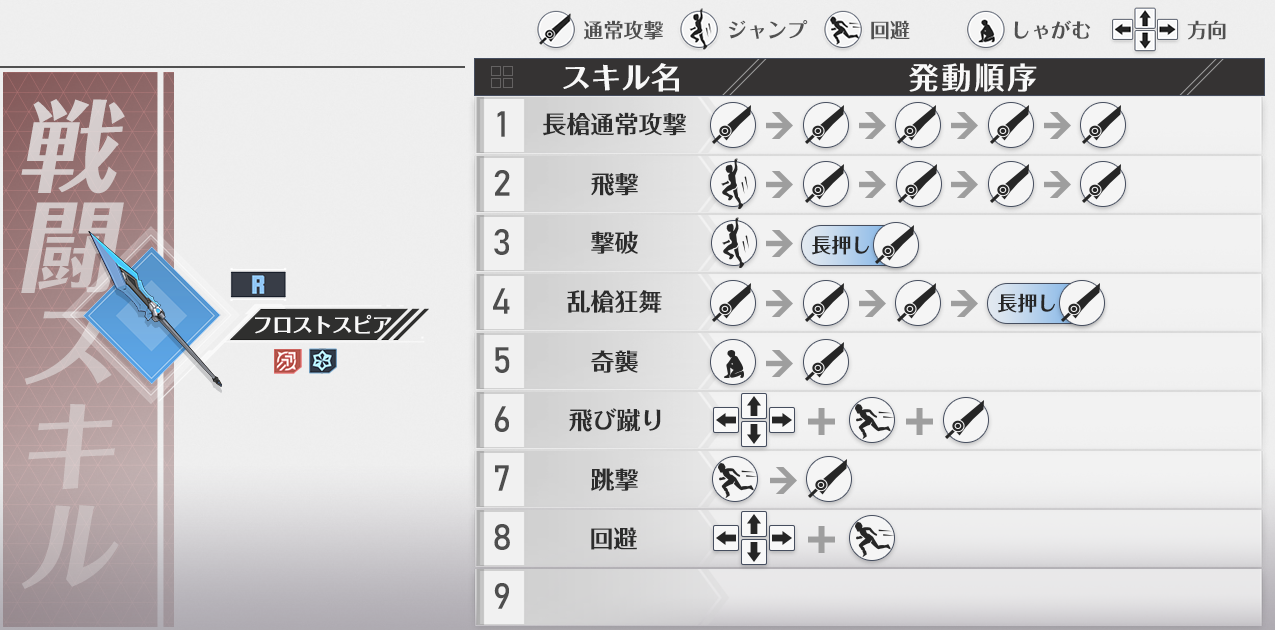 通常攻撃 ジャンプ 回避 しゃがむ 方向
戦闘スキル
R
フロストスピア
スキル名 発動順序
1 長槍通常攻撃
2 飛撃
3 撃破 長押し
4 乱槍狂舞 長押し
5 奇襲
6 飛び蹴り
7 跳撃
8 回避
9